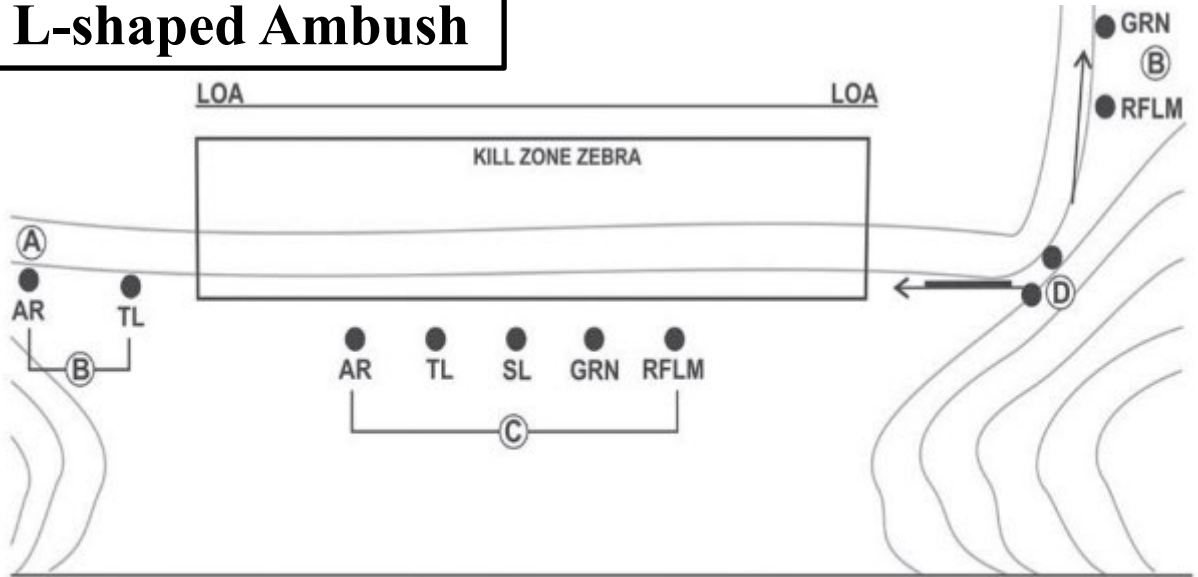 L-shaped Ambush
GRN
B
RFLM
LOA LOA
KILL ZONE ZEBRA
A
AR TL
B
D
AR TL SL GRN RFLM
C